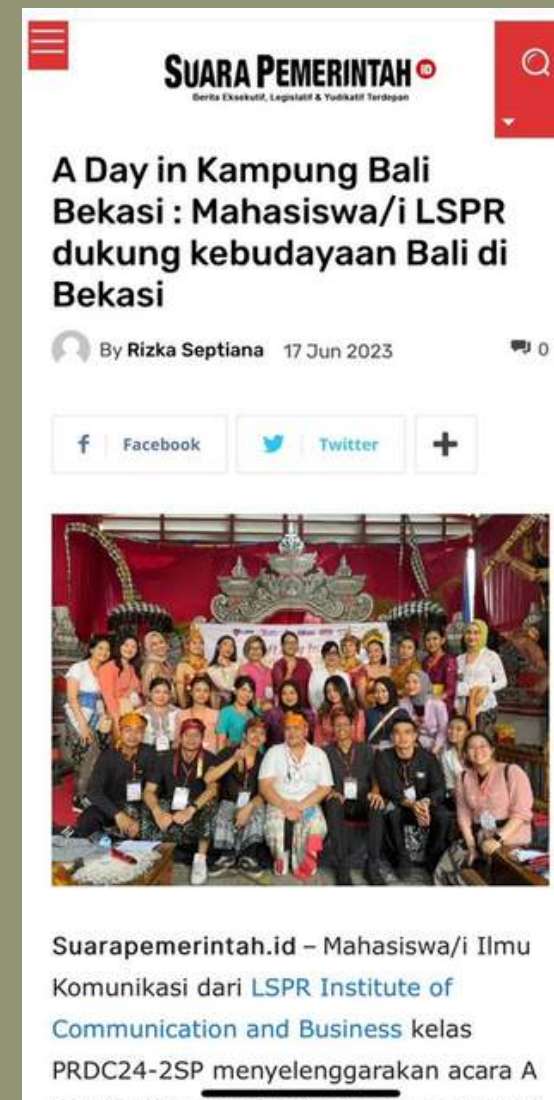 SUARA PEMERINTAH ID
Berita Eksekutif, Legislatif & Yudikatif Terdepan
A Day in Kampung Bali
Bekasi : Mahasiswa/i LSPR
dukung kebudayaan Bali di
Bekasi
By Rizka Septiana 17 Jun 2023 0
Facebook Twitter
Suarapemerintah.id – Mahasiswa/i Ilmu
Komunikasi dari LSPR Institute of
Communication and Business kelas
PRDC24-2SP menyelenggarakan acara A